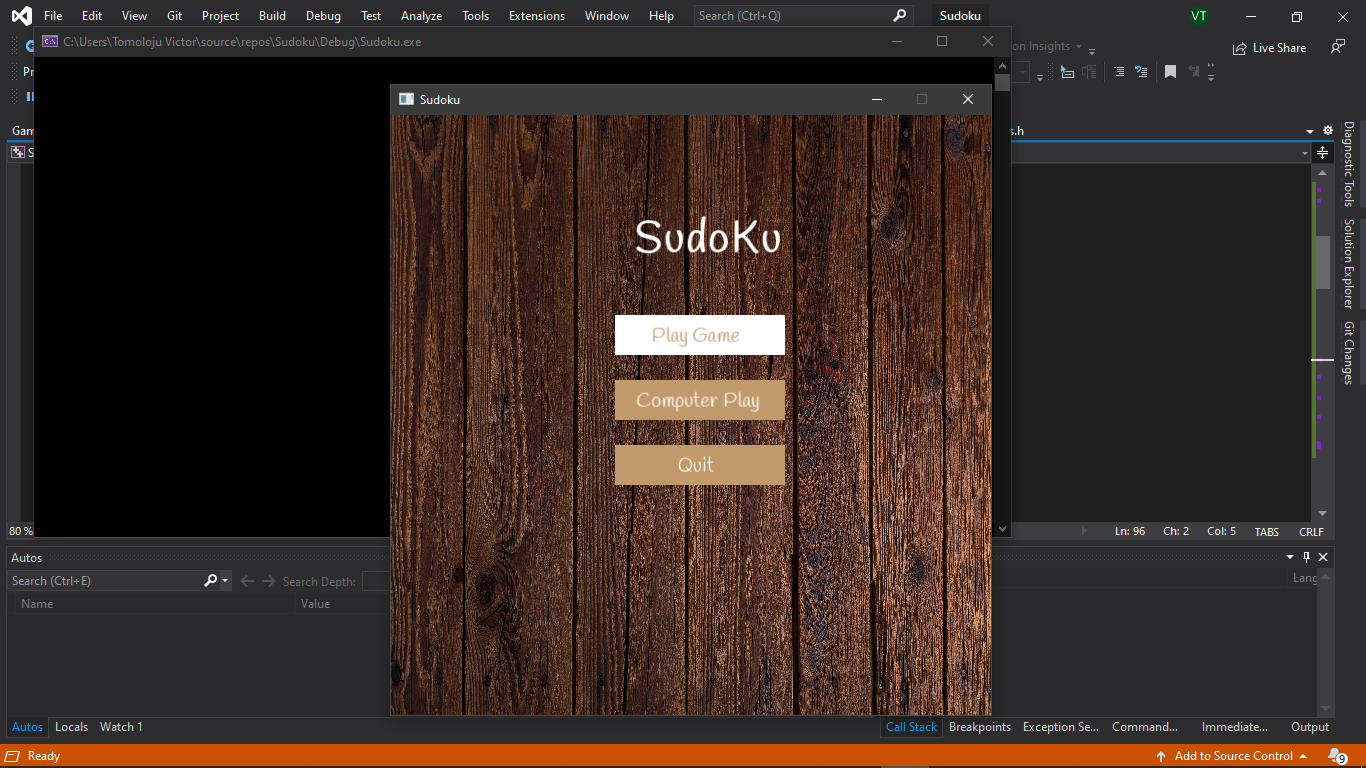 File Edit View Git Project Build Debug Test Analyze Tools Extensions Window Help Search (Ctrl+Q) Sudoku VT
C:\Users\Tomoloju Victor\source\repos\Sudoku\Debug\Sudoku.exe
on Insights
Live Share
Pr
Sudoku
Gam
s.h
S
SudoKu
Play Game
Computer Play
Quit
Diagnostic Tools
Solution Explorer
Git Changes
80 %
Ln: 96 Ch: 2 Col: 5 TABS CRLF
Autos
Search (Ctrl+E) Search Depth:
Name Value
Lang
Autos Locals Watch 1
Call Stack Breakpoints Exception Se... Command... Immediate... Output
Ready
Add to Source Control 9